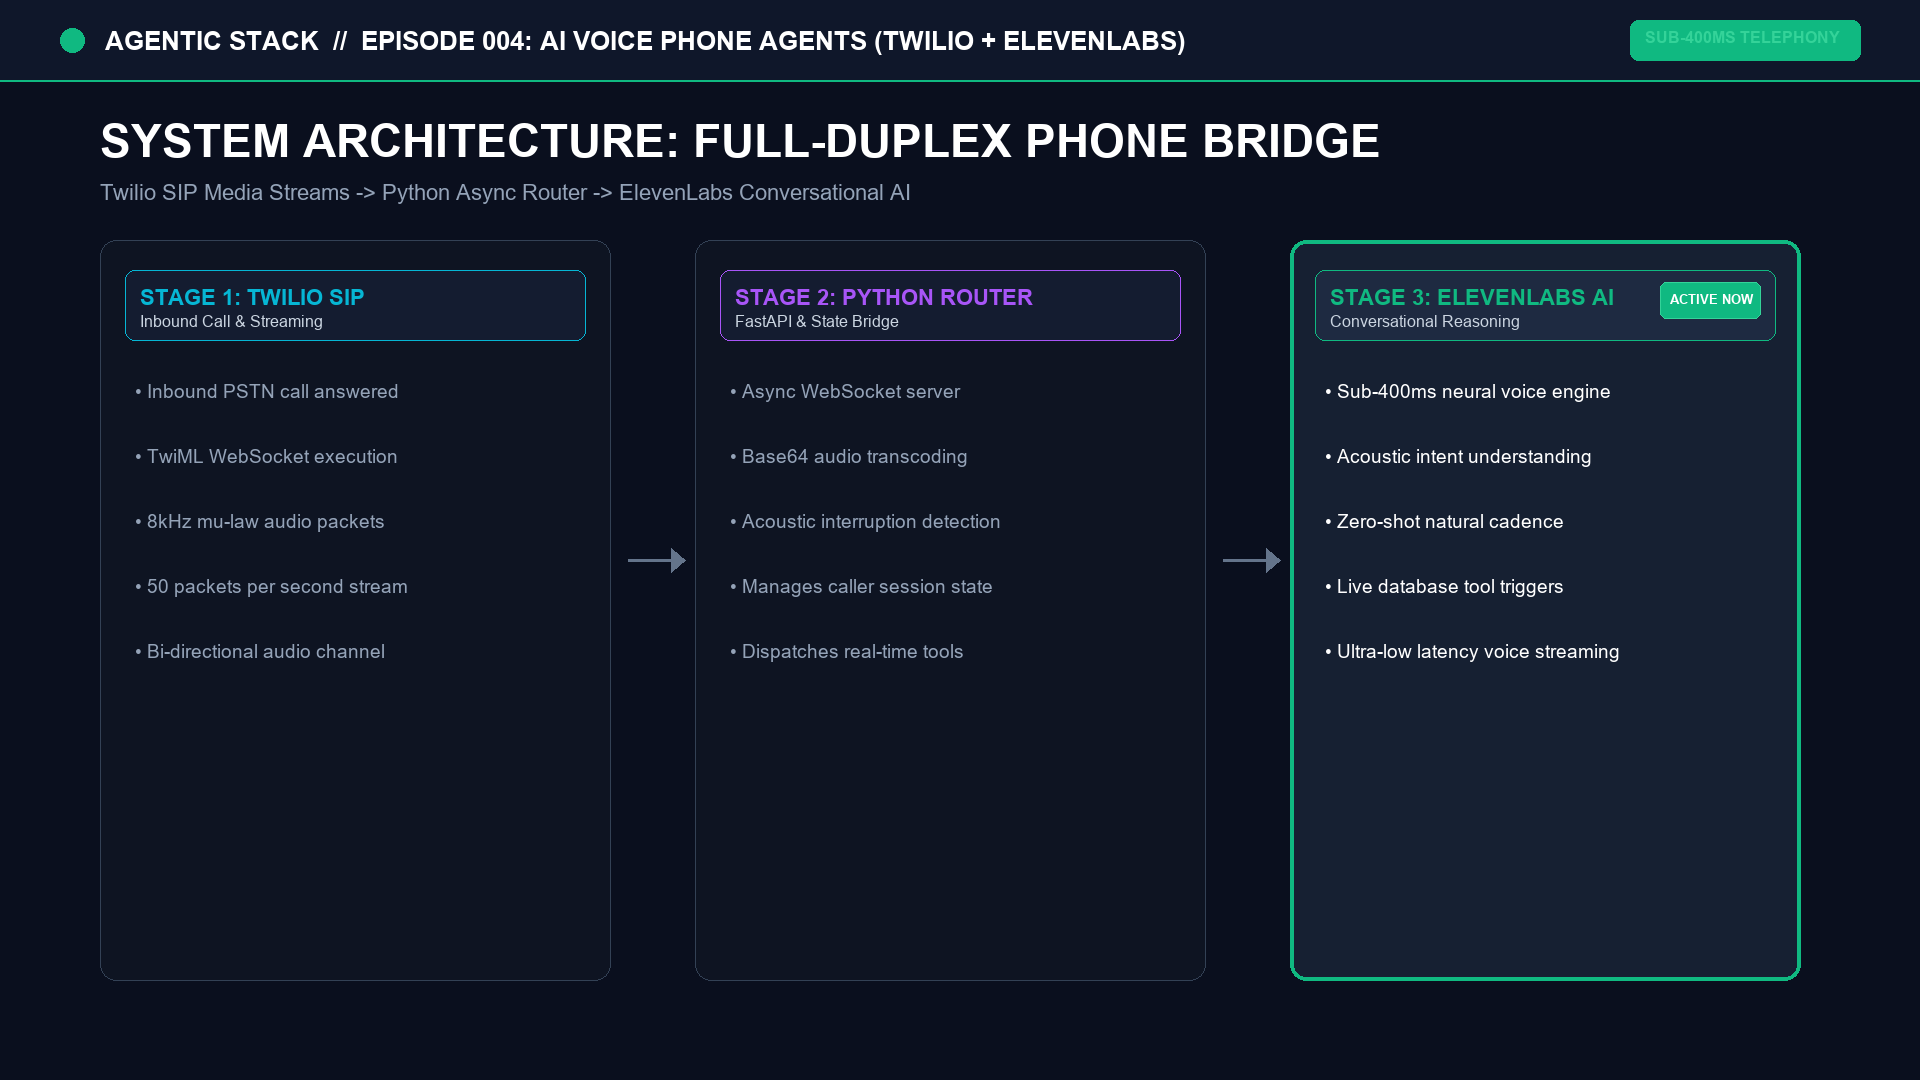 AGENTIC STACK // EPISODE 004: AI VOICE PHONE AGENTS (TWILIO + ELEVENLABS)
SUB-400MS TELEPHONY
SYSTEM ARCHITECTURE: FULL-DUPLEX PHONE BRIDGE
Twilio SIP Media Streams -> Python Async Router -> ElevenLabs Conversational AI
STAGE 1: TWILIO SIP
Inbound Call & Streaming
• Inbound PSTN call answered
• TwiML WebSocket execution
• 8kHz mu-law audio packets
• 50 packets per second stream
• Bi-directional audio channel
STAGE 2: PYTHON ROUTER
FastAPI & State Bridge
• Async WebSocket server
• Base64 audio transcoding
• Acoustic interruption detection
• Manages caller session state
• Dispatches real-time tools
STAGE 3: ELEVENLABS AI
Conversational Reasoning
ACTIVE NOW
• Sub-400ms neural voice engine
• Acoustic intent understanding
• Zero-shot natural cadence
• Live database tool triggers
• Ultra-low latency voice streaming